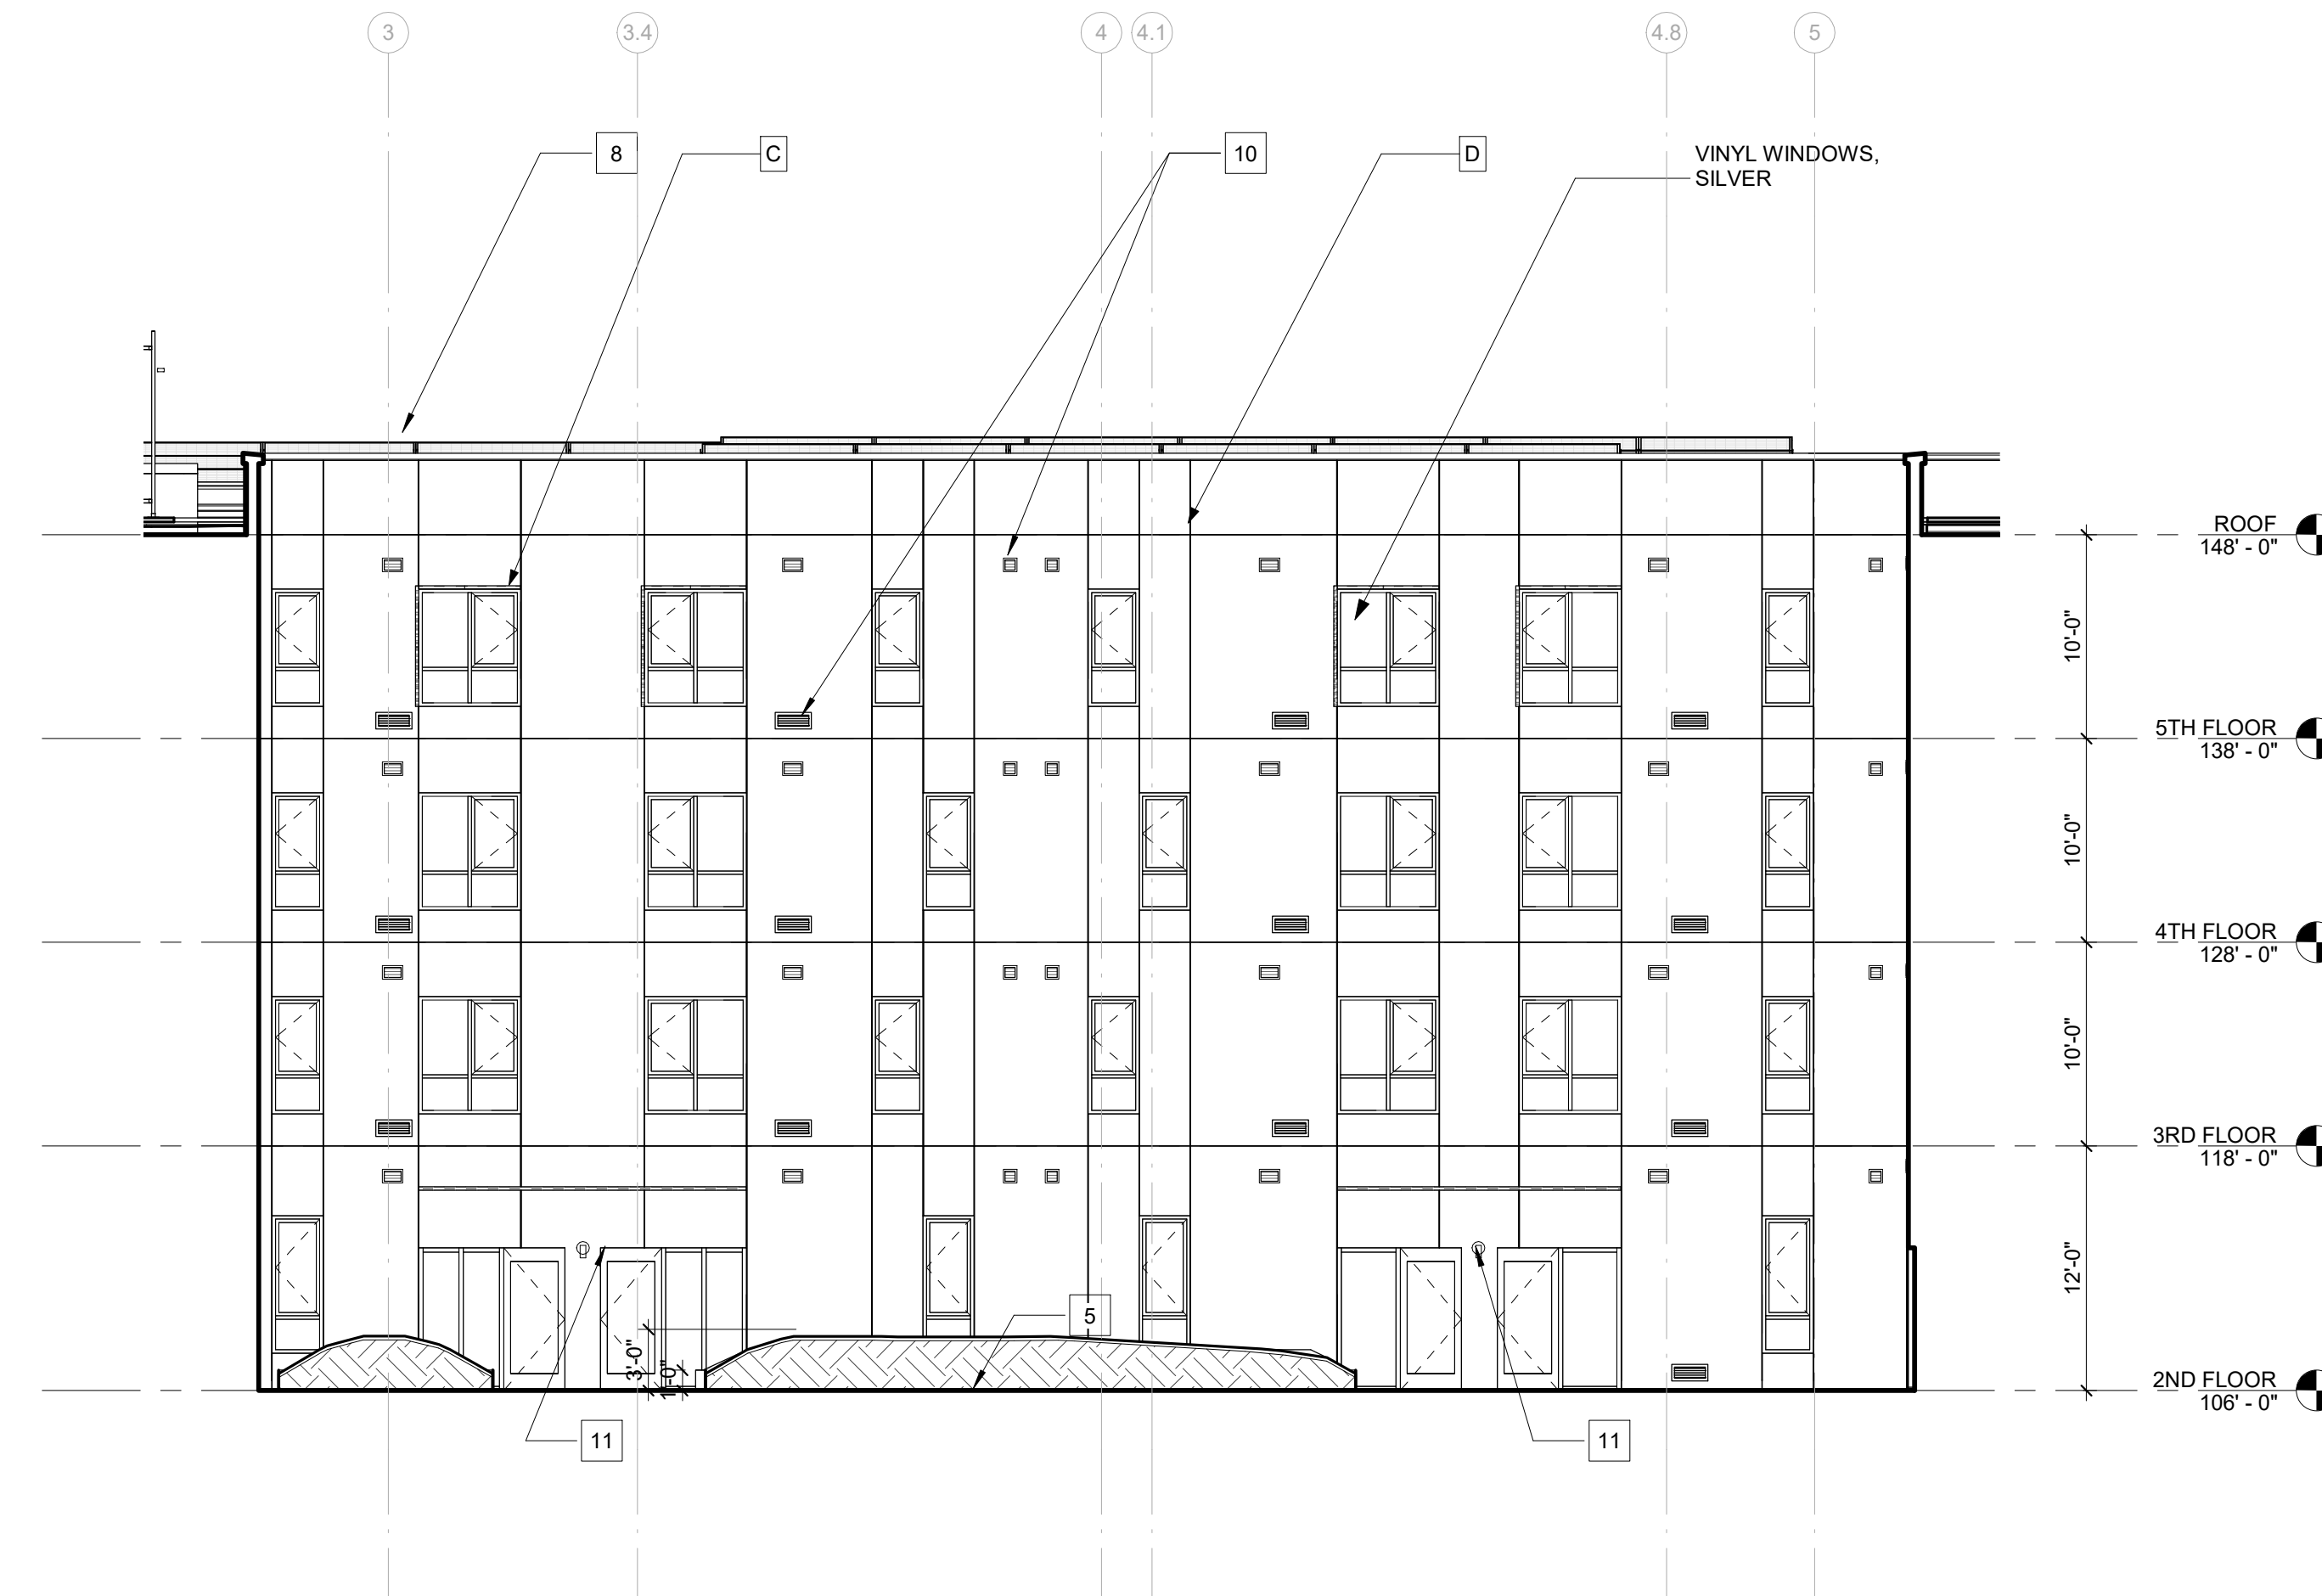 3
3.4
4
4.1
4.8
5
8
C
10
D
VINYL WINDOWS,
SILVER
ROOF
148' - 0"
10'-0"
5TH FLOOR
138' - 0"
10'-0"
4TH FLOOR
128' - 0"
10'-0"
3RD FLOOR
118' - 0"
12'-0"
5
3'-0"
1'-0"
2ND FLOOR
106' - 0"
11
11